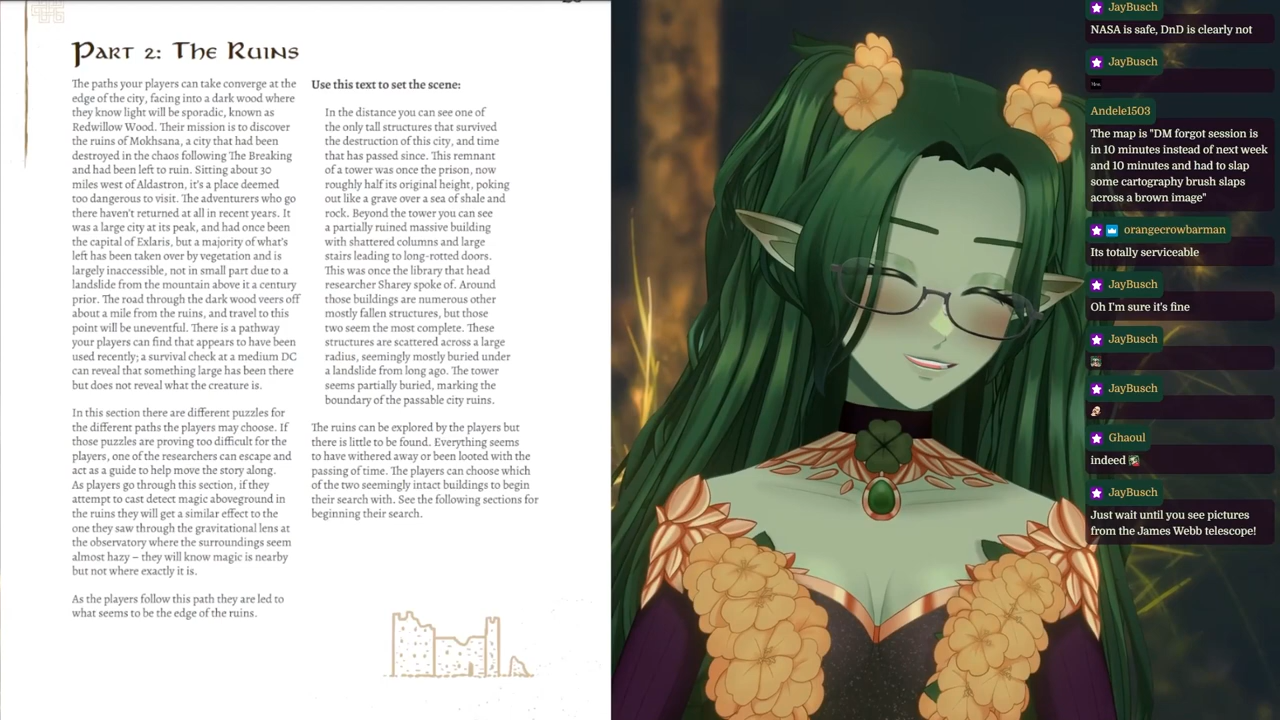 Part 2: The Ruins
The paths your players can take converge at the
edge of the city, facing into a dark wood where
they know light will be sporadic, known as
Redwillow Wood. Their mission is to discover
the ruins of Mokhsana, a city that had been
destroyed in the chaos following The Breaking
and had been left to ruin. Sitting about 30
miles west of Aldastron, it's a place deemed
too dangerous to visit. The adventurers who go
there haven't returned at all in recent years. It
was a large city at its peak, and had once been
the capital of Exlaris, but a majority of what's
left has been taken over by vegetation and is
largely inaccessible, not in small part due to a
landslide from the mountain above it a century
prior. The road through the dark wood veers off
about a mile from the ruins, and travel to this
point will be uneventful. There is a pathway
your players can find that appears to have been
used recently; a survival check at a medium DC
can reveal that something large has been there
but does not reveal what the creature is.
In this section there are different puzzles for
the different paths the players may choose. If
those puzzles are proving too difficult for the
players, one of the researchers can escape and
act as a guide to help move the story along.
As players go through this section, if they
attempt to cast detect magic aboveground in
the ruins they will get a similar effect to the
one they saw through the gravitational lens at
the observatory where the surroundings seem
almost hazy – they will know magic is nearby
but not where exactly it is.
As the players follow this path they are led to
what seems to be the edge of the ruins.
Use this text to set the scene:
In the distance you can see one of
the only tall structures that survived
the destruction of this city, and time
that has passed since. This remnant
of a tower was once the prison, now
roughly half its original height, poking
out like a grave over a sea of shale and
rock. Beyond the tower you can see
a partially ruined massive building
with shattered columns and large
stairs leading to long-rotted doors.
This was once the library that head
researcher Sharey spoke of. Around
those buildings are numerous other
mostly fallen structures, but those
two seem the most complete. These
structures are scattered across a large
radius, seemingly mostly buried under
a landslide from long ago. The tower
seems partially buried, marking the
boundary of the passable city ruins.
The ruins can be explored by the players but
there is little to be found. Everything seems
to have withered away or been looted with the
passing of time. The players can choose which
of the two seemingly intact buildings to begin
their search with. See the following sections for
beginning their search.
JayBusch
NASA is safe, DnD is clearly not
JayBusch
Andele1503
The map is "DM forgot session is
in 10 minutes instead of next week
and 10 minutes and had to slap
some cartography brush slaps
across a brown image"
orangecrowbarman
Its totally serviceable
JayBusch
Oh I'm sure it's fine
JayBusch
JayBusch
Ghaoul
indeed
JayBusch
Just wait until you see pictures
from the James Webb telescope!